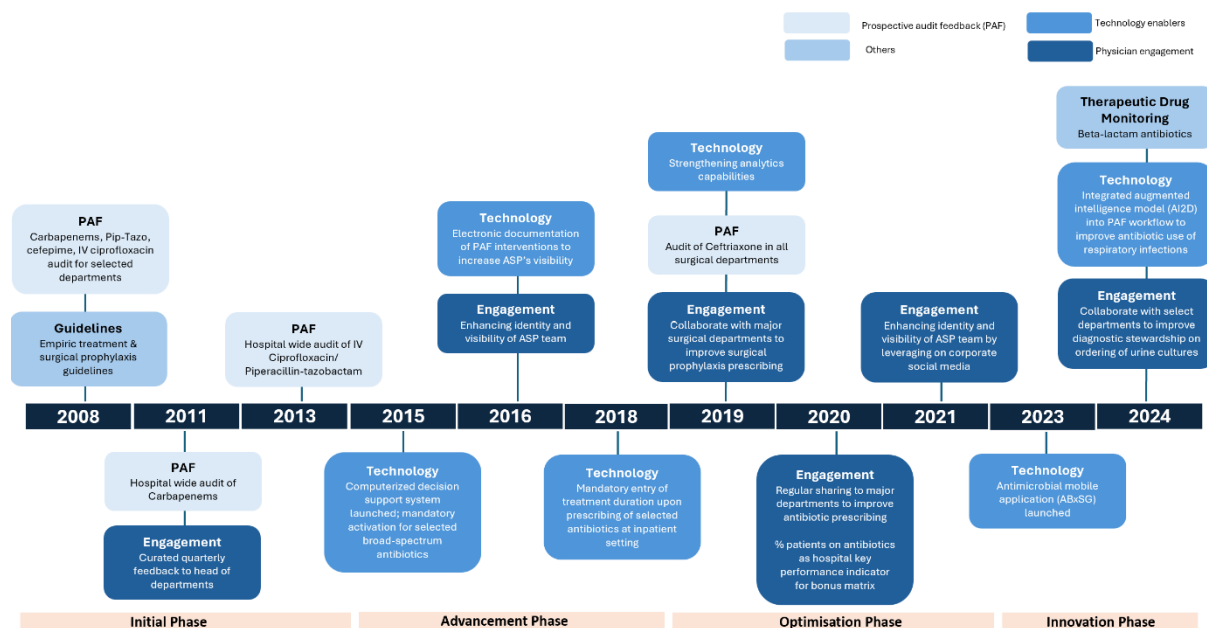 Prospective audit feedback (PAF)
Technology enablers
Others
Physician engagement
PAF
Carbapenems, Pip-Tazo,
cefepime, IV ciprofloxacin
audit for selected
departments
Guidelines
Empiric treatment &
surgical prophylaxis
guidelines
PAF
Hospital wide audit of IV
Ciprofloxacin/
Piperacillin-tazobactam
Technology
Electronic documentation
of PAF interventions to
increase ASP's visibility
Engagement
Enhancing identity and
visibility of ASP team
Technology
Strengthening analytics
capabilities
PAF
Audit of Ceftriaxone in all
surgical departments
Engagement
Collaborate with major
surgical departments to
improve surgical
prophylaxis prescribing
Engagement
Enhancing identity and
visibility of ASP team by
leveraging on corporate
social media
Therapeutic Drug
Monitoring
Beta-lactam antibiotics
Technology
Integrated augmented
intelligence model (AI2D)
into PAF workflow to
improve antibiotic use of
respiratory infections
Engagement
Collaborate with select
departments to improve
diagnostic stewardship on
ordering of urine cultures
2008
2011
2013
2015
2016
2018
2019
2020
2021
2023
2024
PAF
Hospital wide audit of
Carbapenems
Engagement
Curated quarterly
feedback to head of
departments
Technology
Computerized decision
support system
launched; mandatory
activation for selected
broad-spectrum
antibiotics
Technology
Mandatory entry of
treatment duration upon
prescribing of selected
antibiotics at inpatient
setting
Engagement
Regular sharing to major
departments to improve
antibiotic prescribing
% patients on antibiotics
as hospital key
performance indicator
for bonus matrix
Technology
Antimicrobial mobile
application (ABxSG)
launched
Initial Phase
Advancement Phase
Optimisation Phase
Innovation Phase